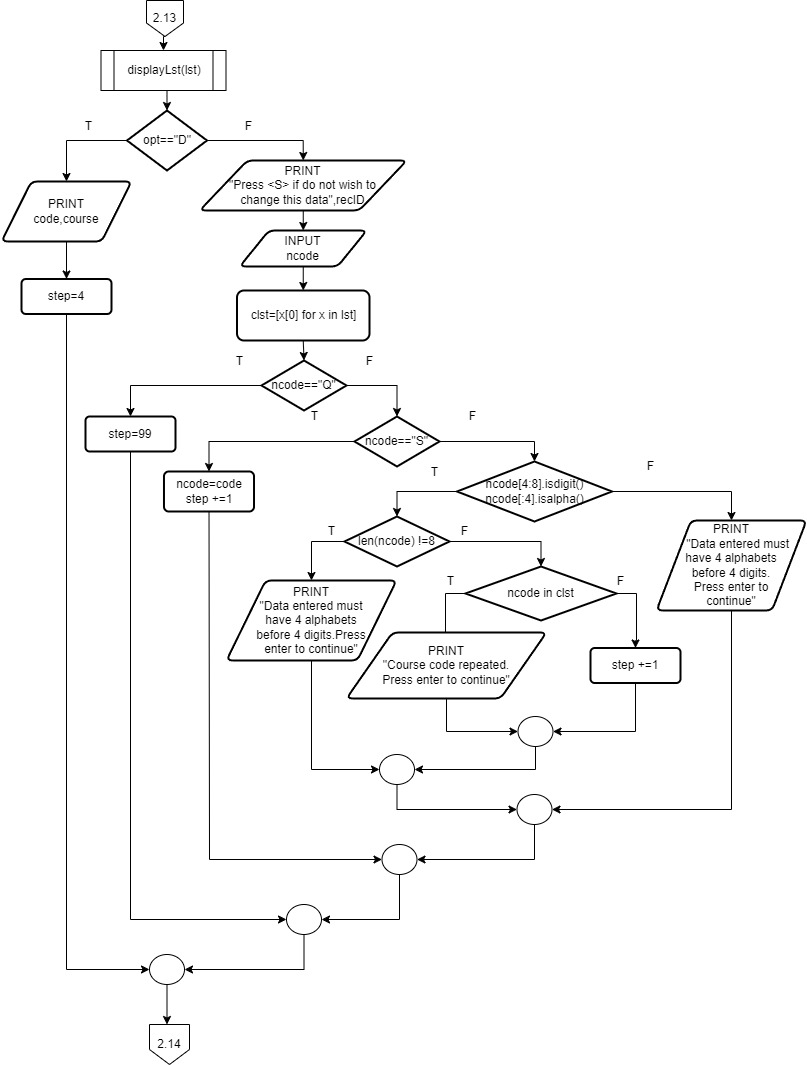 2.13
displayLst(lst)
T
F
opt=="D"
PRINT
"Press <S> if do not wish to
change this data",recID
PRINT
code,course
INPUT
ncode
step=4
clst=[x[0] for x in lst]
T
F
ncode=="Q"
T
F
step=99
ncode=="S"
T
F
ncode=code
step +=1
ncode[4:8].isdigit()
ncode[:4].isalpha()
T
F
len(ncode) !=8
PRINT
"Data entered must
have 4 alphabets
before 4 digits.
Press enter to
continue"
T
F
ncode in clst
PRINT
"Data entered must
have 4 alphabets
before 4 digits.Press
enter to continue"
PRINT
"Course code repeated.
Press enter to continue"
step +=1
2.14